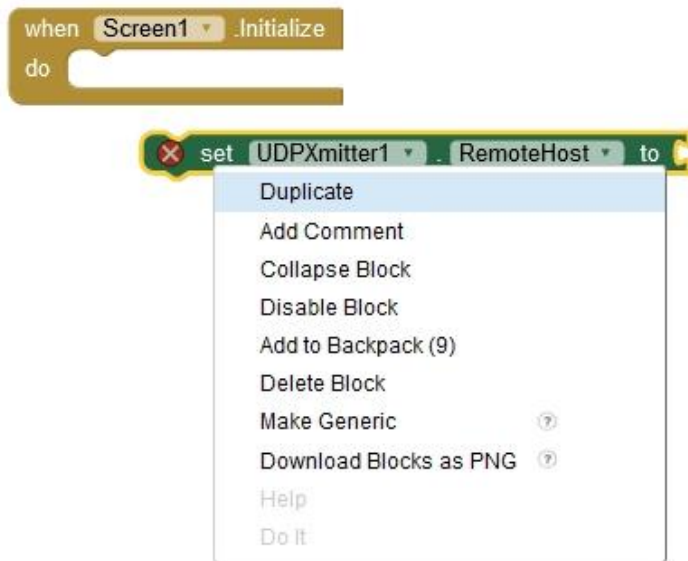 when Screen1 .Initialize
do
set UDPXmitter1 . RemoteHost to
Duplicate
Add Comment
Collapse Block
Disable Block
Add to Backpack (9)
Delete Block
Make Generic ?
Download Blocks as PNG ?
Help
Do It